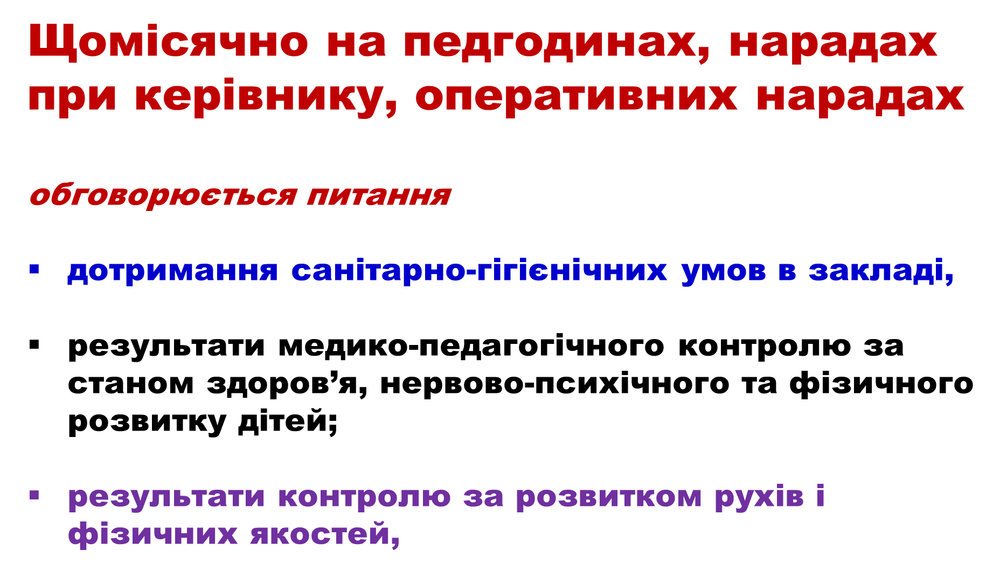 Щомісячно на педгодинах, нарадах
при керівнику, оперативних нарадах
обговорюється питання
▪ дотримання санітарно-гігієнічних умов в закладі,
▪ результати медико-педагогічного контролю за
станом здоров’я, нервово-психічного та фізичного
розвитку дітей;
▪ результати контролю за розвитком рухів і
фізичних якостей,